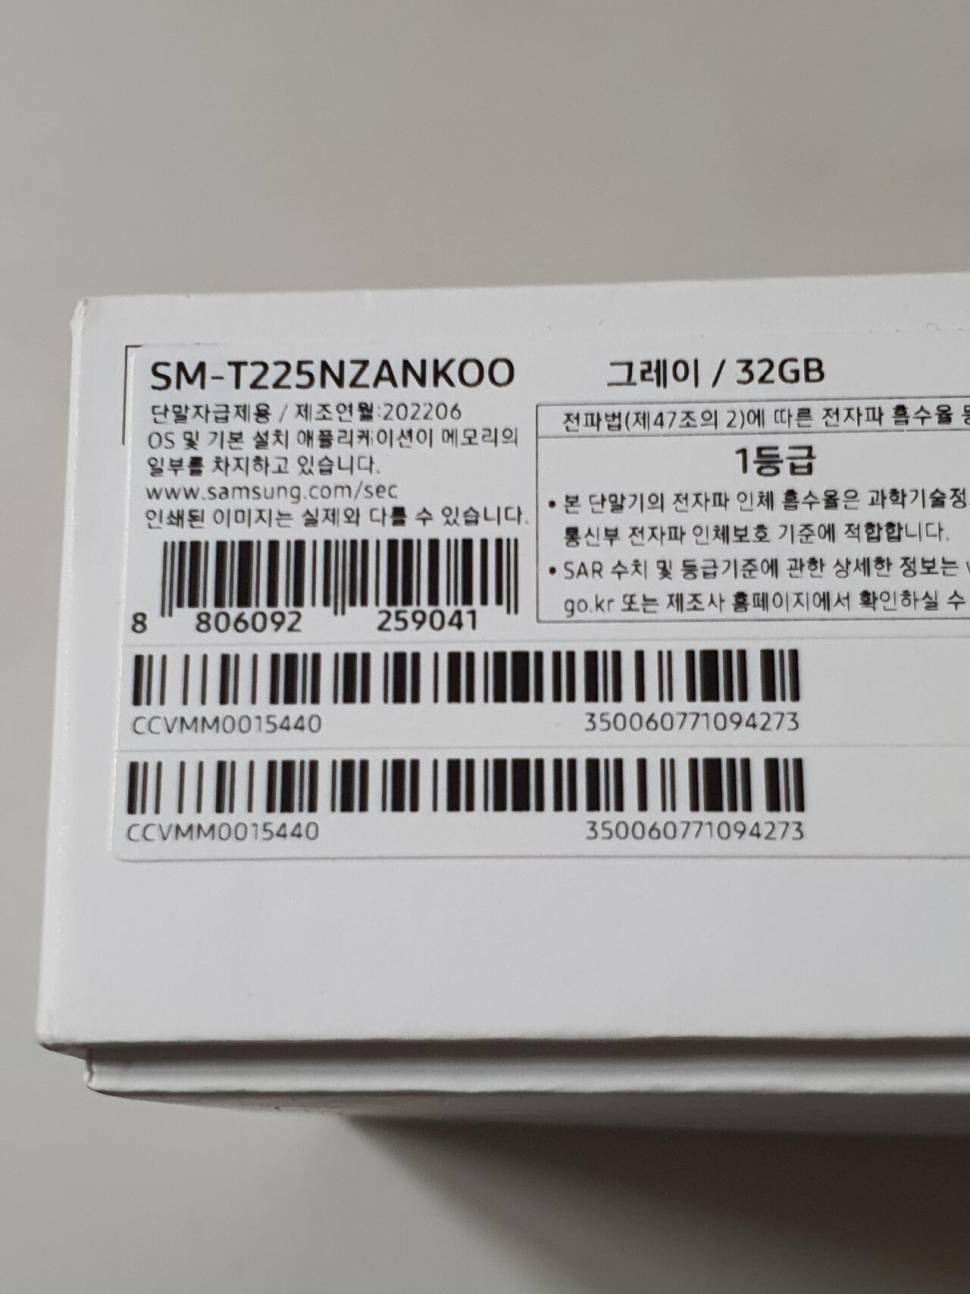 SM-T225NZANKOO
그레이 / 32GB
단말자급제용 / 제조연월:202206
OS 및 기본 설치 애플리케이션이 메모리의
일부를 차지하고 있습니다.
www.samsung.com/sec
인쇄된 이미지는 실제와 다를 수 있습니다.
8 806092 259041
전파법(제47조의 2)에 따른 전자파 흡수율
1등급
• 본 단말기의 전자파 인체 흡수율은 과학기술정
통신부 전자파 인체보호 기준에 적합합니다.
• SAR 수치 및 등급기준에 관한 상세한 정보는
go.kr 또는 제조사 홈페이지에서 확인하실 수
CCVMM0015440 350060771094273
CCVMM0015440 350060771094273